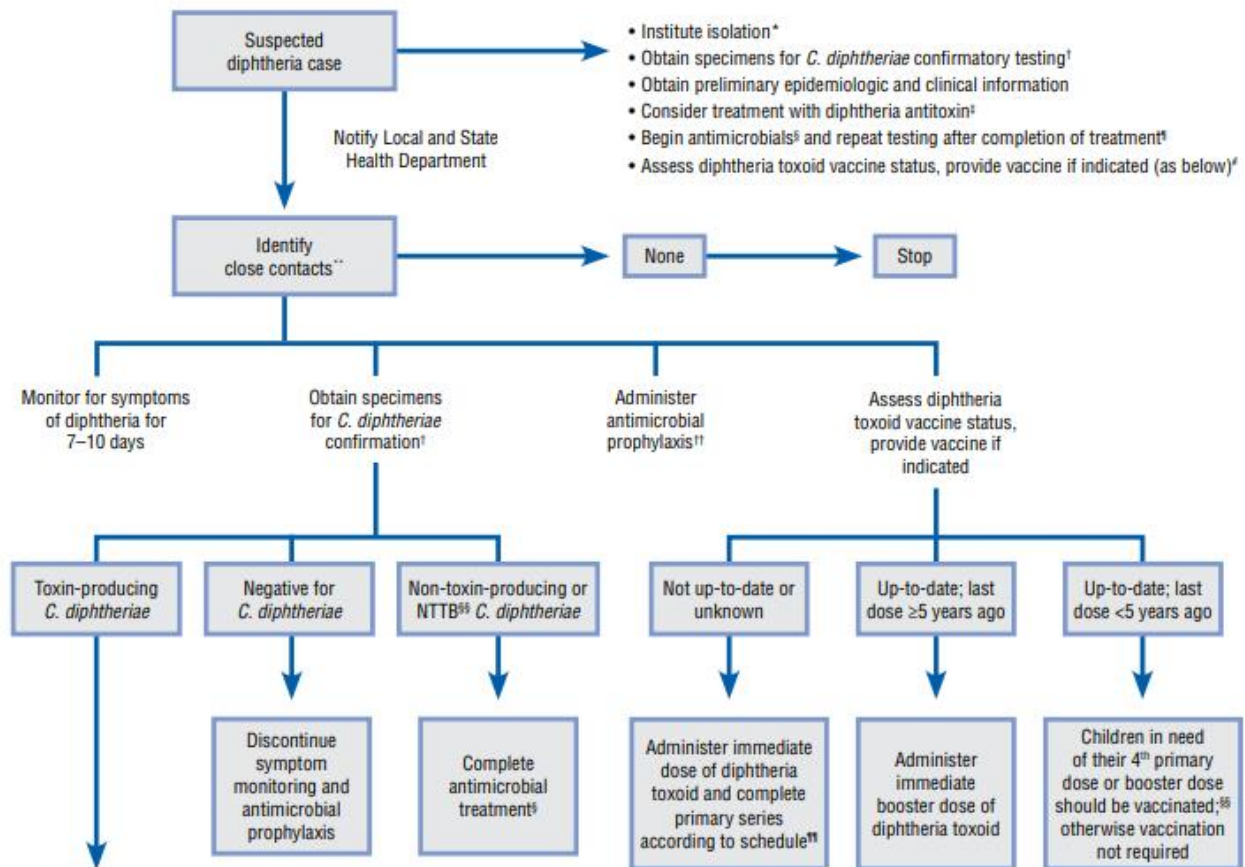 Suspected
diphtheria case
• Institute isolation*
• Obtain specimens for C. diphtheriae confirmatory testing†
• Obtain preliminary epidemiologic and clinical information
• Consider treatment with diphtheria antitoxin‡
• Begin antimicrobials§ and repeat testing after completion of treatment¶
• Assess diphtheria toxoid vaccine status, provide vaccine if indicated (as below)#
Notify Local and State
Health Department
Identify
close contacts**
None
Stop
Monitor for symptoms
of diphtheria for
7–10 days
Obtain specimens
for C. diphtheriae
confirmation†
Administer
antimicrobial
prophylaxis††
Assess diphtheria
toxoid vaccine status,
provide vaccine if
indicated
Toxin-producing
C. diphtheriae
Negative for
C. diphtheriae
Non-toxin-producing or
NTTB§§ C. diphtheriae
Not up-to-date or
unknown
Up-to-date; last
dose ≥5 years ago
Up-to-date; last
dose <5 years ago
Discontinue
symptom
monitoring and
antimicrobial
prophylaxis
Complete
antimicrobial
treatment§
Administer immediate
dose of diphtheria
toxoid and complete
primary series
according to schedule¶¶
Administer
immediate
booster dose of
diphtheria toxoid
Children in need
of their 4th primary
dose or booster dose
should be vaccinated;§§
otherwise vaccination
not required